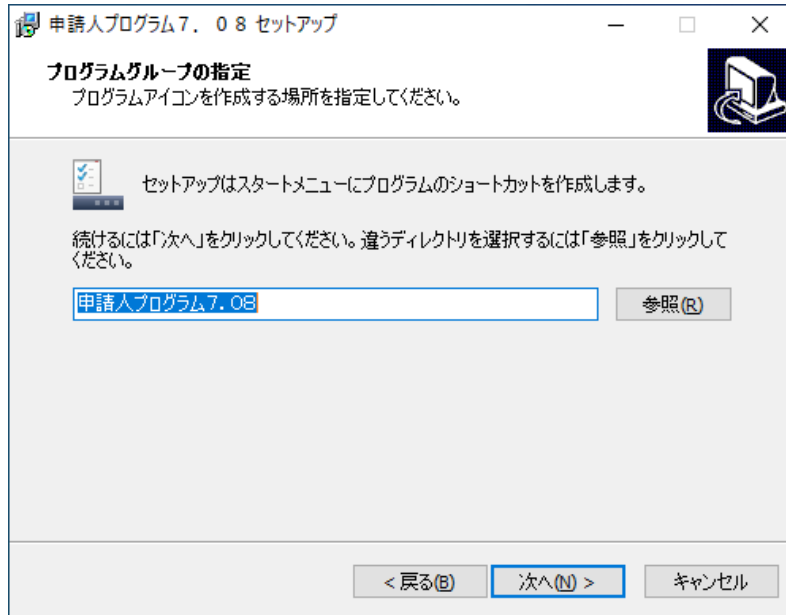 申請人プログラム７．０８ セットアップ
プログラムグループの指定
プログラムアイコンを作成する場所を指定してください。
セットアップはスタートメニューにプログラムのショートカットを作成します。
続けるには「次へ」をクリックしてください。違うディレクトリを選択するには「参照」をクリックして
ください。
申請人プログラム７．０８
参照(R)
< 戻る(B)
次へ(N) >
キャンセル